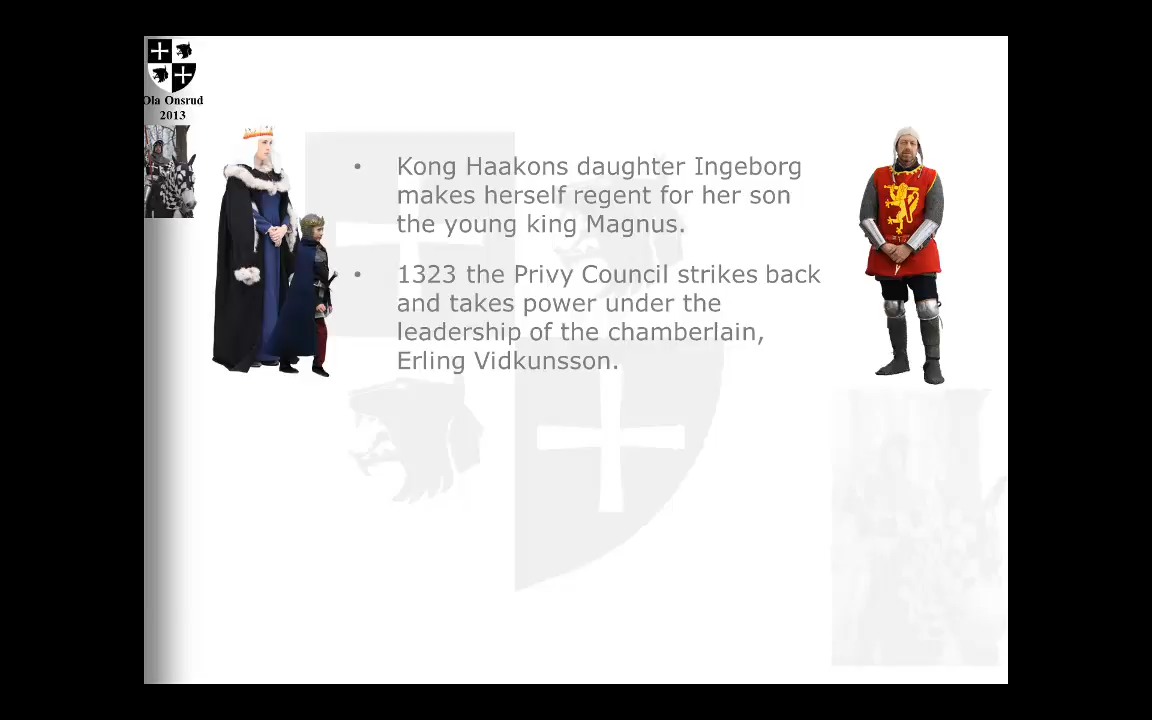 Ola Onsrud
2013
• Kong Haakons daughter Ingeborg
makes herself regent for her son
the young king Magnus.
• 1323 the Privy Council strikes back
and takes power under the
leadership of the chamberlain,
Erling Vidkunsson.